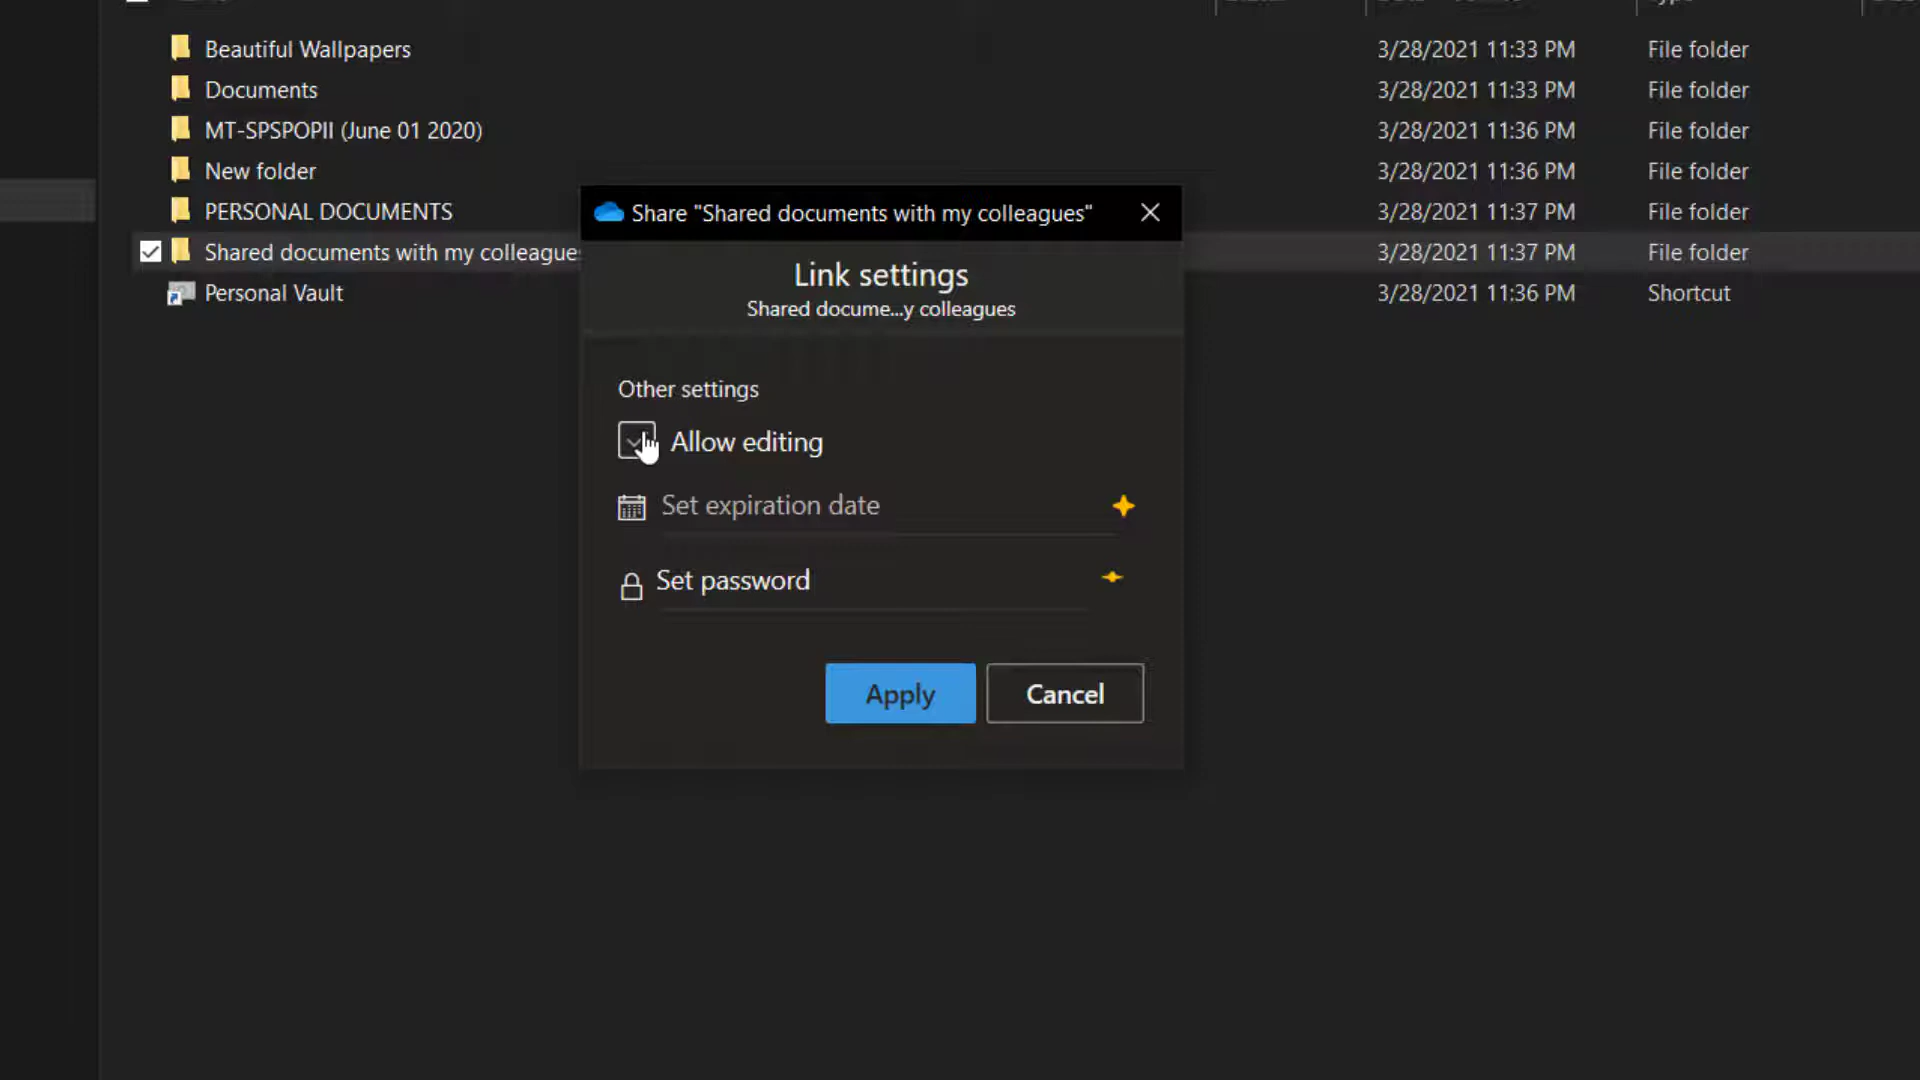 Beautiful Wallpapers 3/28/2021 11:33 PM File folder
Documents 3/28/2021 11:33 PM File folder
MT-SPSPOPII (June 01 2020) 3/28/2021 11:36 PM File folder
New folder 3/28/2021 11:36 PM File folder
PERSONAL DOCUMENTS 3/28/2021 11:37 PM File folder
Shared documents with my colleague 3/28/2021 11:37 PM File folder
Personal Vault 3/28/2021 11:36 PM Shortcut
Share "Shared documents with my colleagues"
Link settings
Shared docume...y colleagues
Other settings
Allow editing
Set expiration date
Set password
Apply Cancel